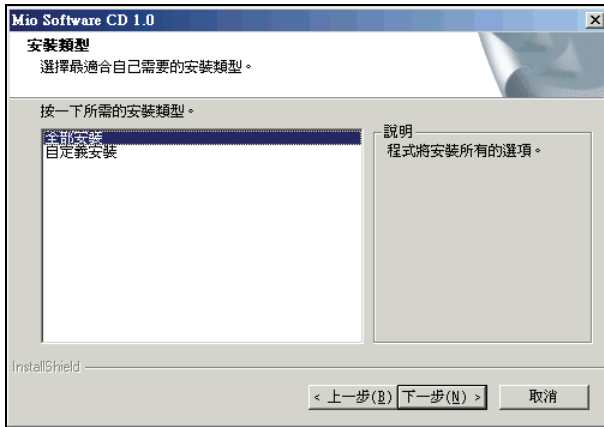 Mio Software CD 1.0
安裝類型
選擇最適合自己需要的安裝類型。
按一下所需的安裝類型。
全部安裝
自定義安裝
說明
程式將安裝所有的選項。
InstallShield
< 上一步(B)
下一步(N) >
取消